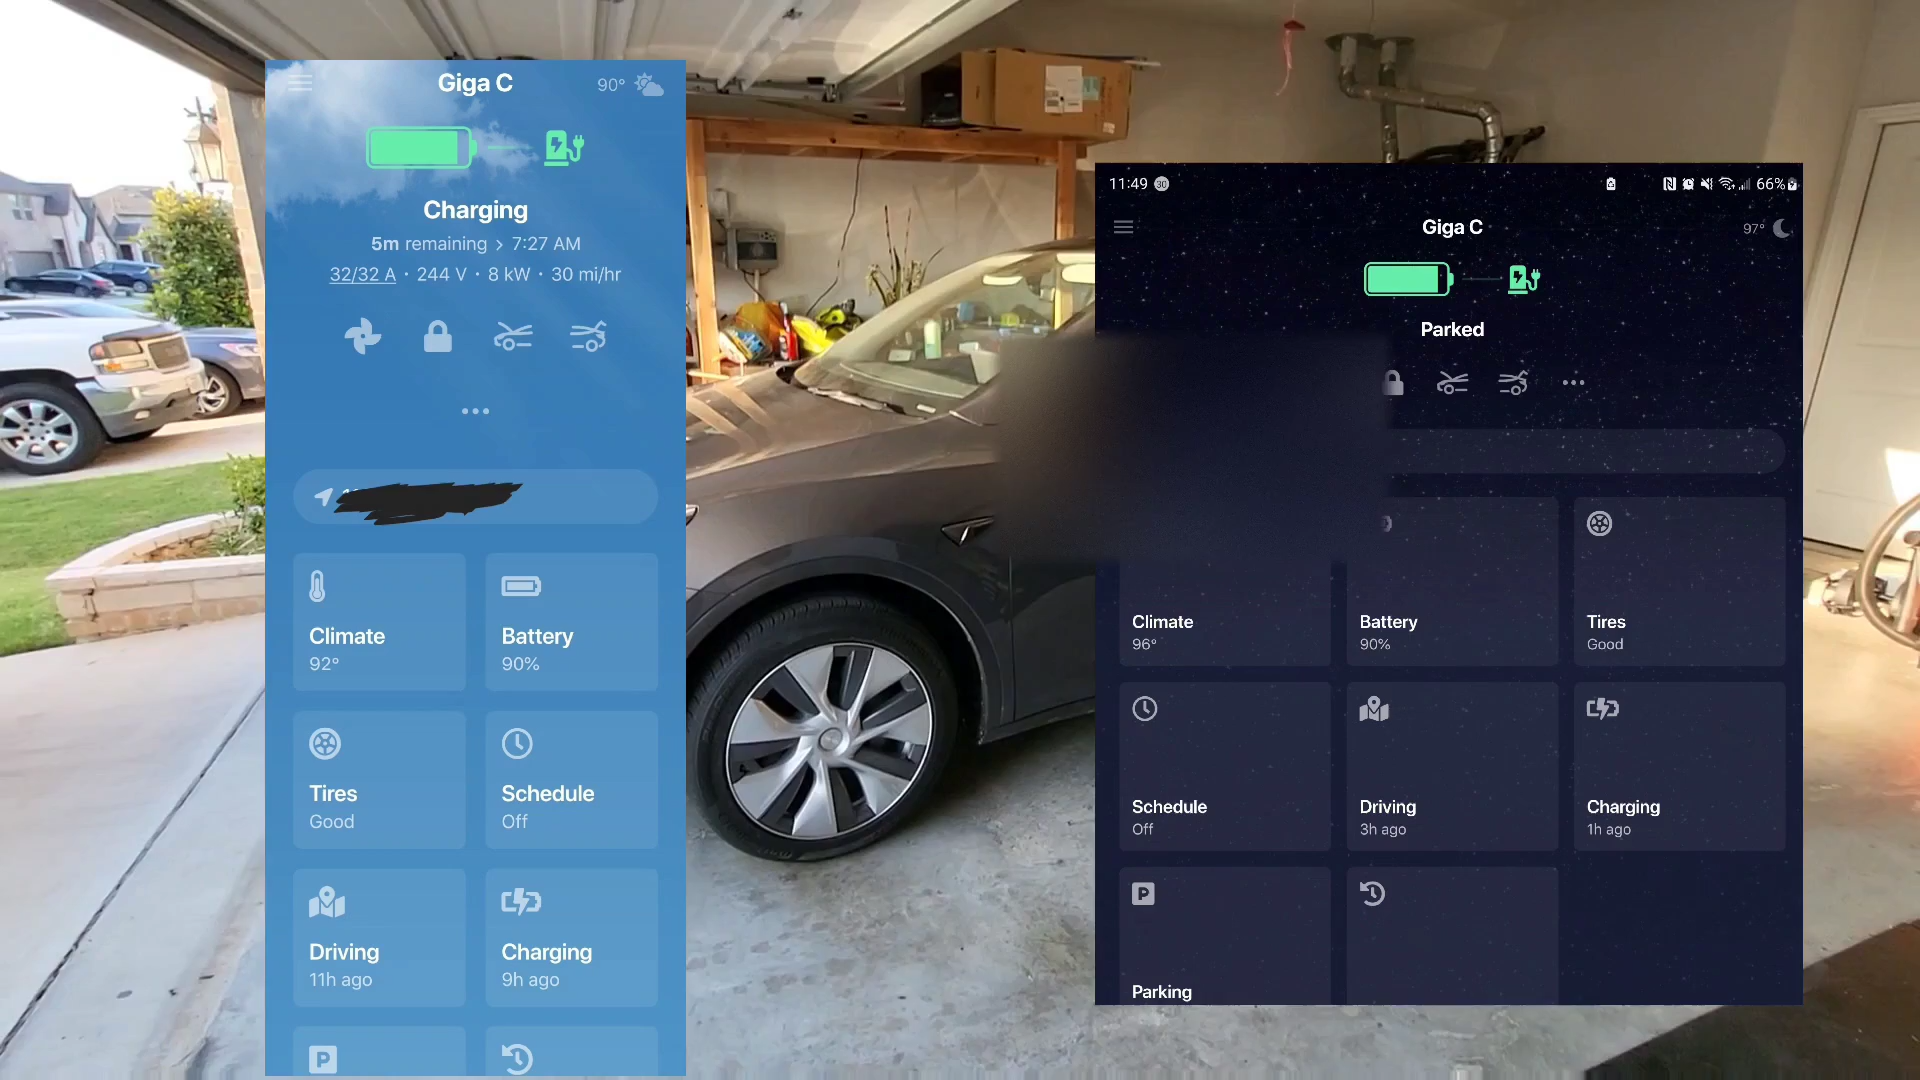 Giga C
90°
Charging
5m remaining > 7:27 AM
32/32 A · 244 V · 8 kW · 30 mi/hr
Climate
92°
Battery
90%
Tires
Good
Schedule
Off
Driving
11h ago
Charging
9h ago
P
11:49 30
66%
Giga C
97°
Parked
Climate
96°
Battery
90%
Tires
Good
Schedule
Off
Driving
3h ago
Charging
1h ago
P
Parking